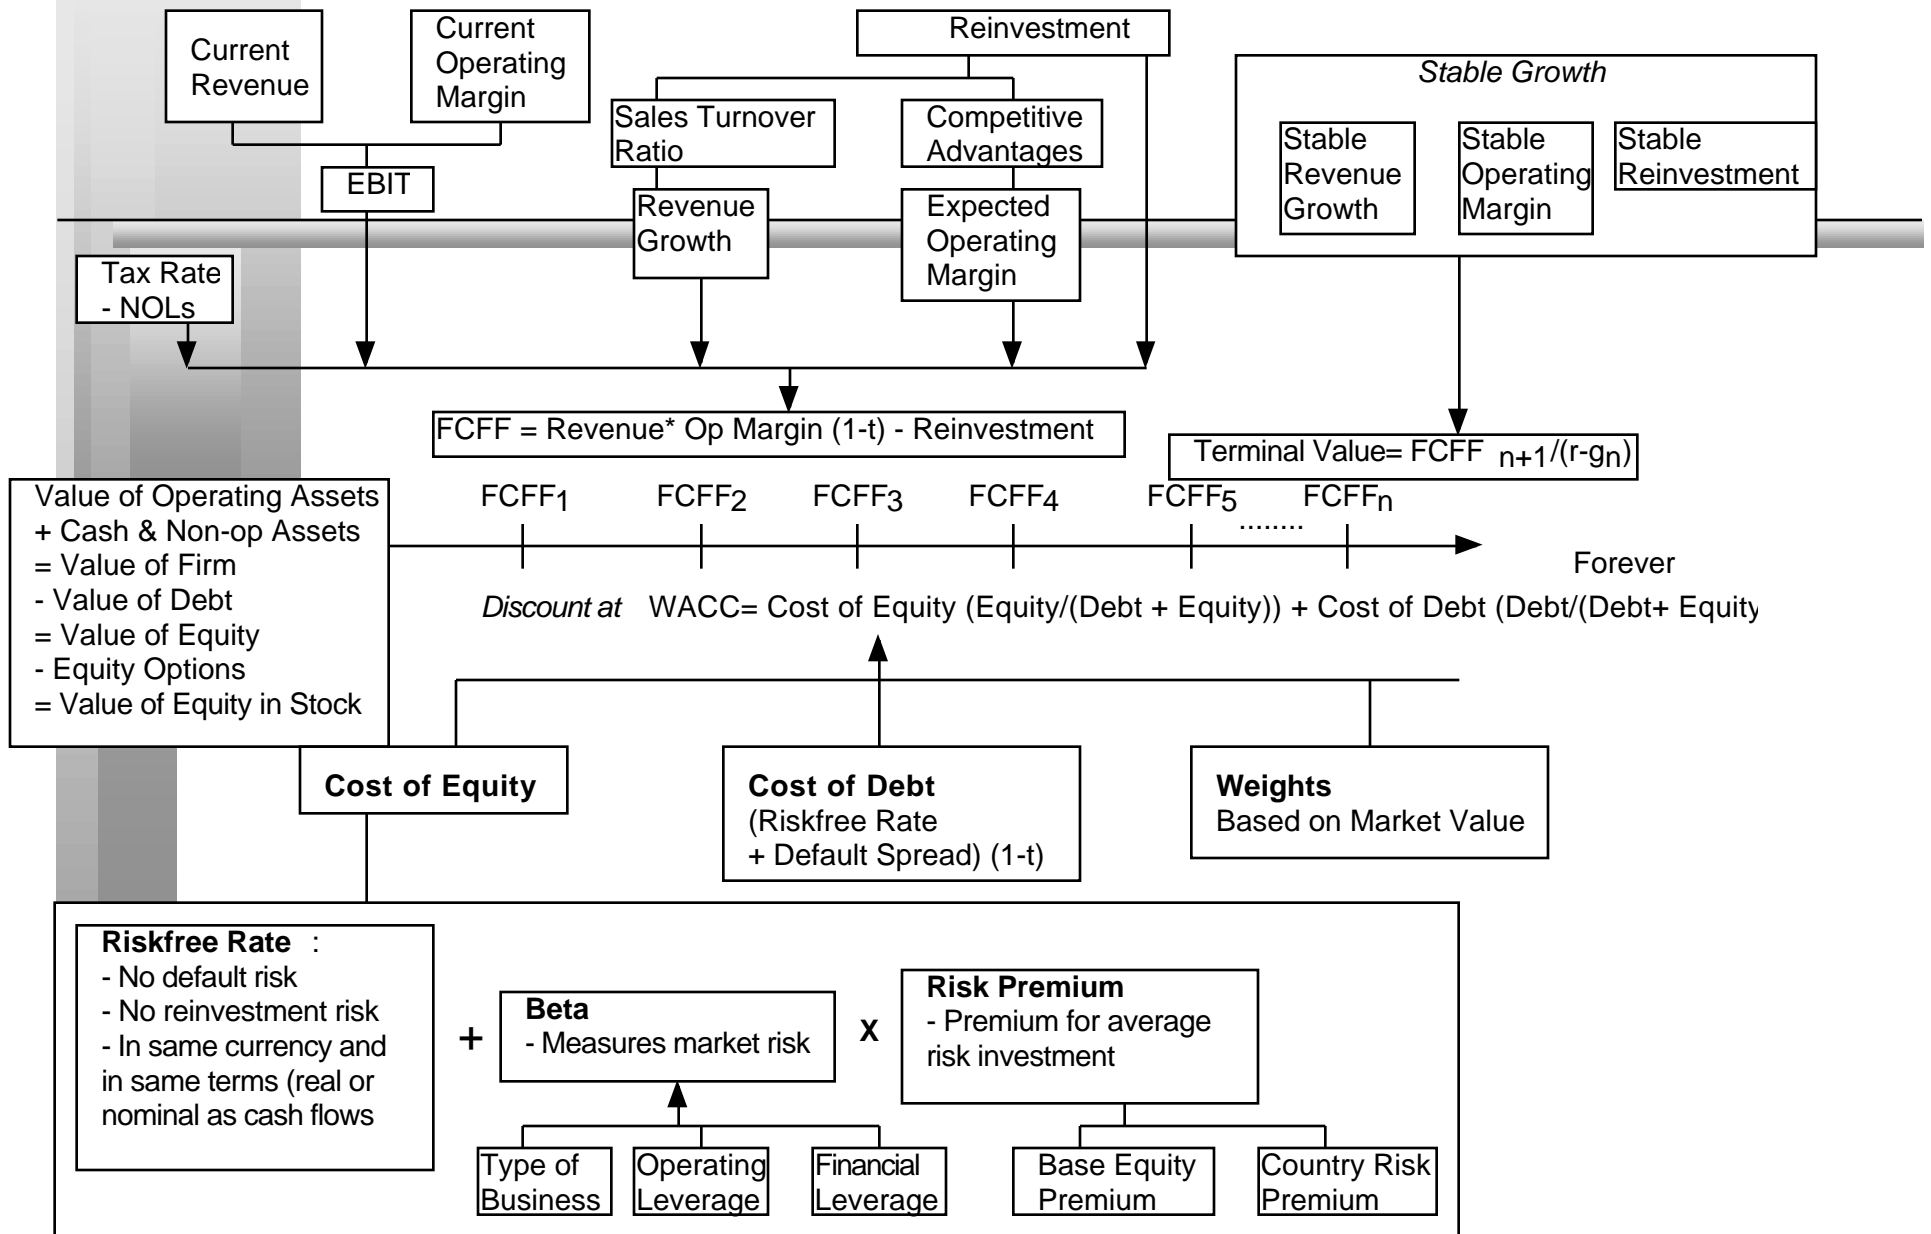 Current
Revenue
Current
Operating
Margin
Reinvestment
Stable Growth
Sales Turnover
Ratio
Competitive
Advantages
Stable
Revenue
Growth
Stable
Operating
Margin
Stable
Reinvestment
EBIT
Revenue
Growth
Expected
Operating
Margin
Tax Rate
- NOLs
FCFF = Revenue* Op Margin (1-t) - Reinvestment
Terminal Value= FCFF n+1/(r-gn)
Value of Operating Assets
+ Cash & Non-op Assets
= Value of Firm
- Value of Debt
= Value of Equity
- Equity Options
= Value of Equity in Stock
FCFF1 FCFF2 FCFF3 FCFF4 FCFF5 ........ FCFFn
Forever
Discount at WACC= Cost of Equity (Equity/(Debt + Equity)) + Cost of Debt (Debt/(Debt+ Equity
Cost of Equity
Cost of Debt
(Riskfree Rate
+ Default Spread) (1-t)
Weights
Based on Market Value
Riskfree Rate :
- No default risk
- No reinvestment risk
- In same currency and
in same terms (real or
nominal as cash flows
+
Beta
- Measures market risk
X
Risk Premium
- Premium for average
risk investment
Type of
Business
Operating
Leverage
Financial
Leverage
Base Equity
Premium
Country Risk
Premium